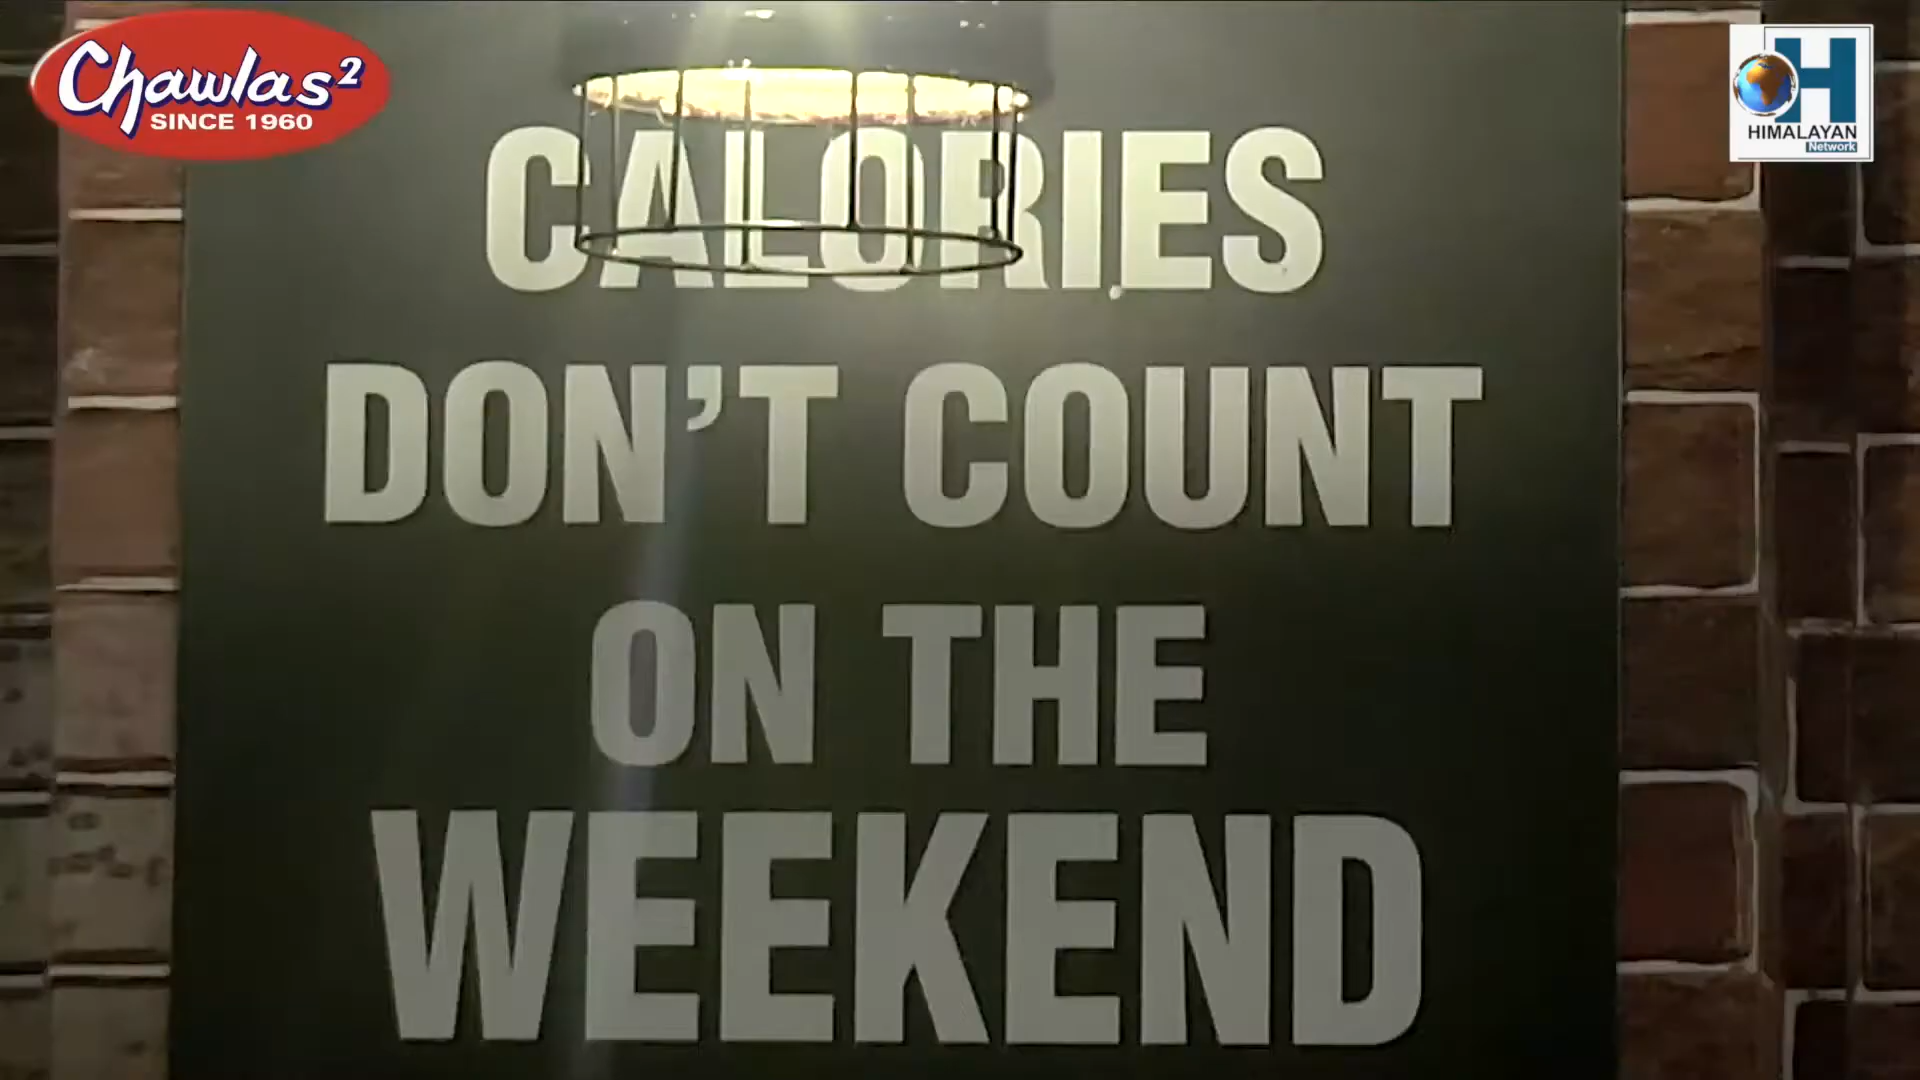 Chawlas²
SINCE 1960
HIMALAYAN
Network
CALORIES
DON'T COUNT
ON THE
WEEKEND